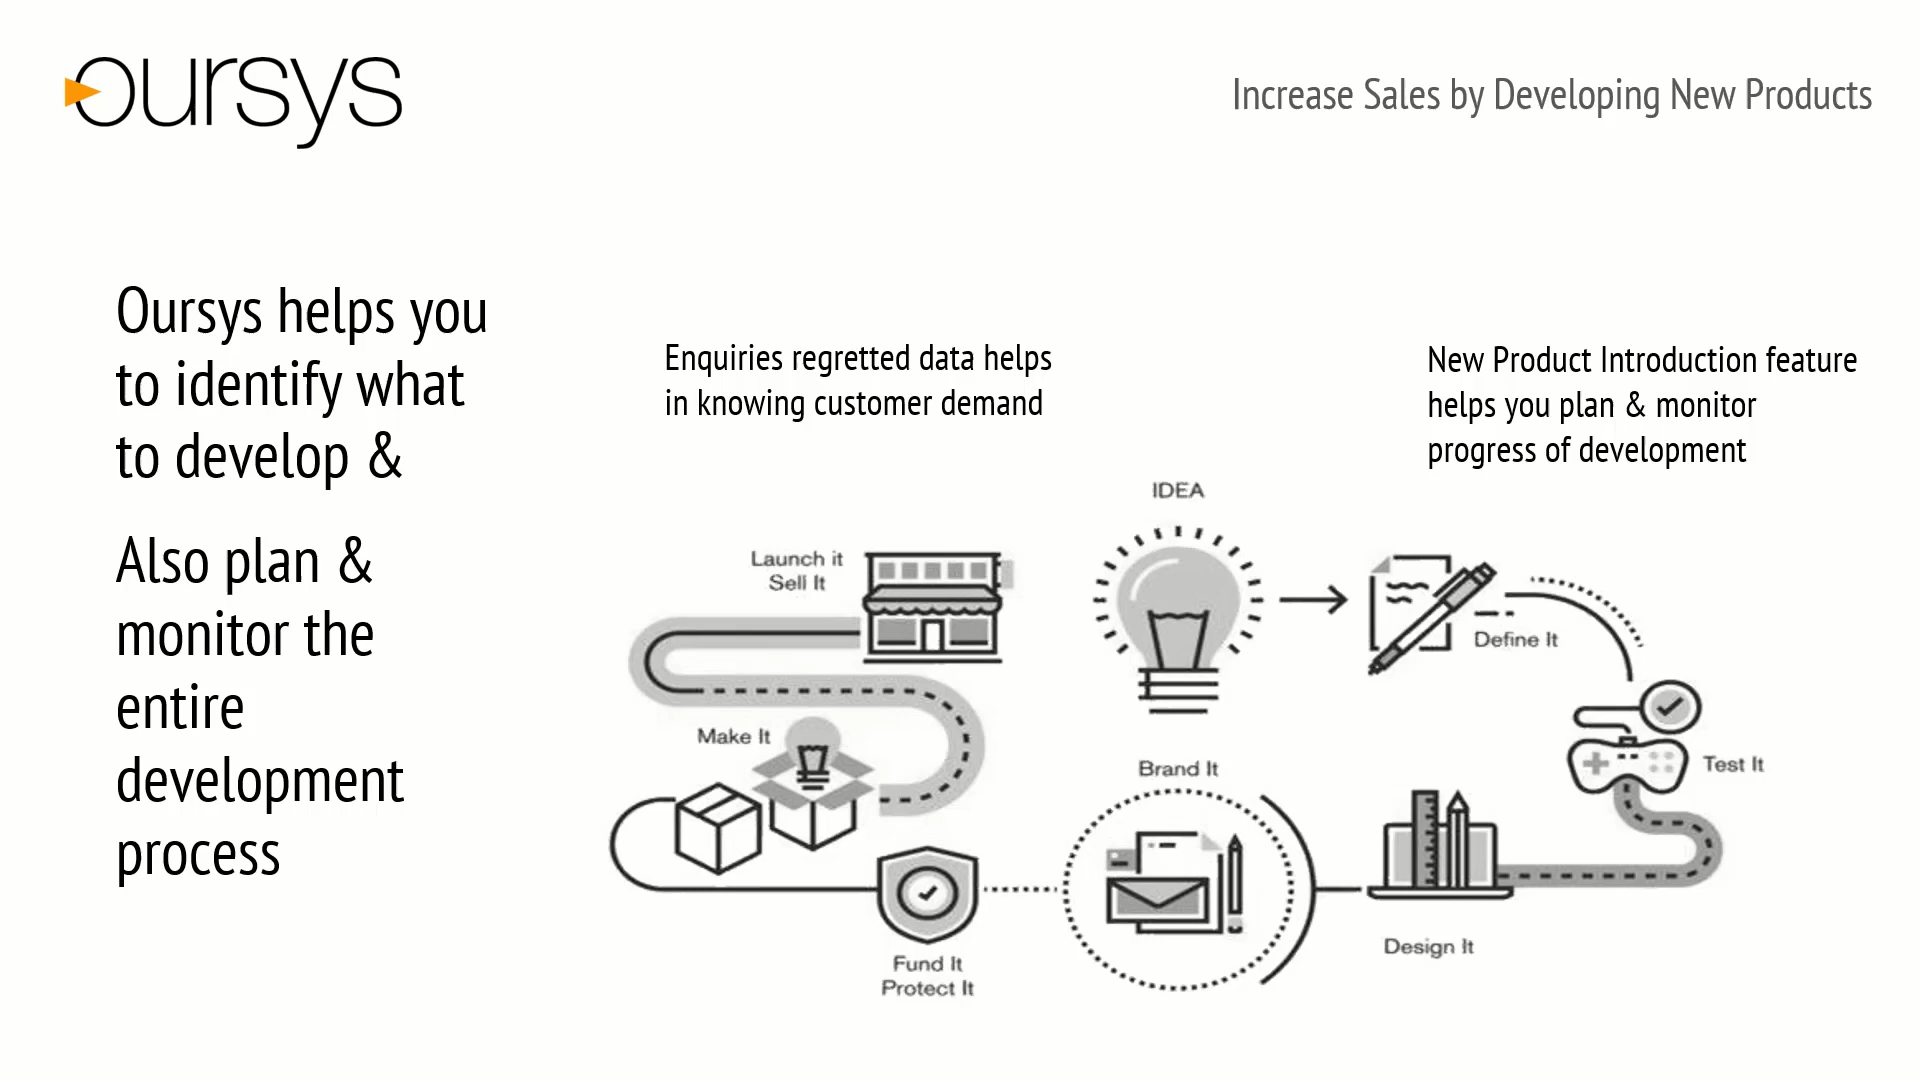 oursys
Increase Sales by Developing New Products
Oursys helps you
to identify what
to develop &
Also plan &
monitor the
entire
development
process
Enquiries regretted data helps
in knowing customer demand
New Product Introduction feature
helps you plan & monitor
progress of development
IDEA
Launch it
Sell It
Define It
Make It
Test It
Brand It
Design It
Fund It
Protect It